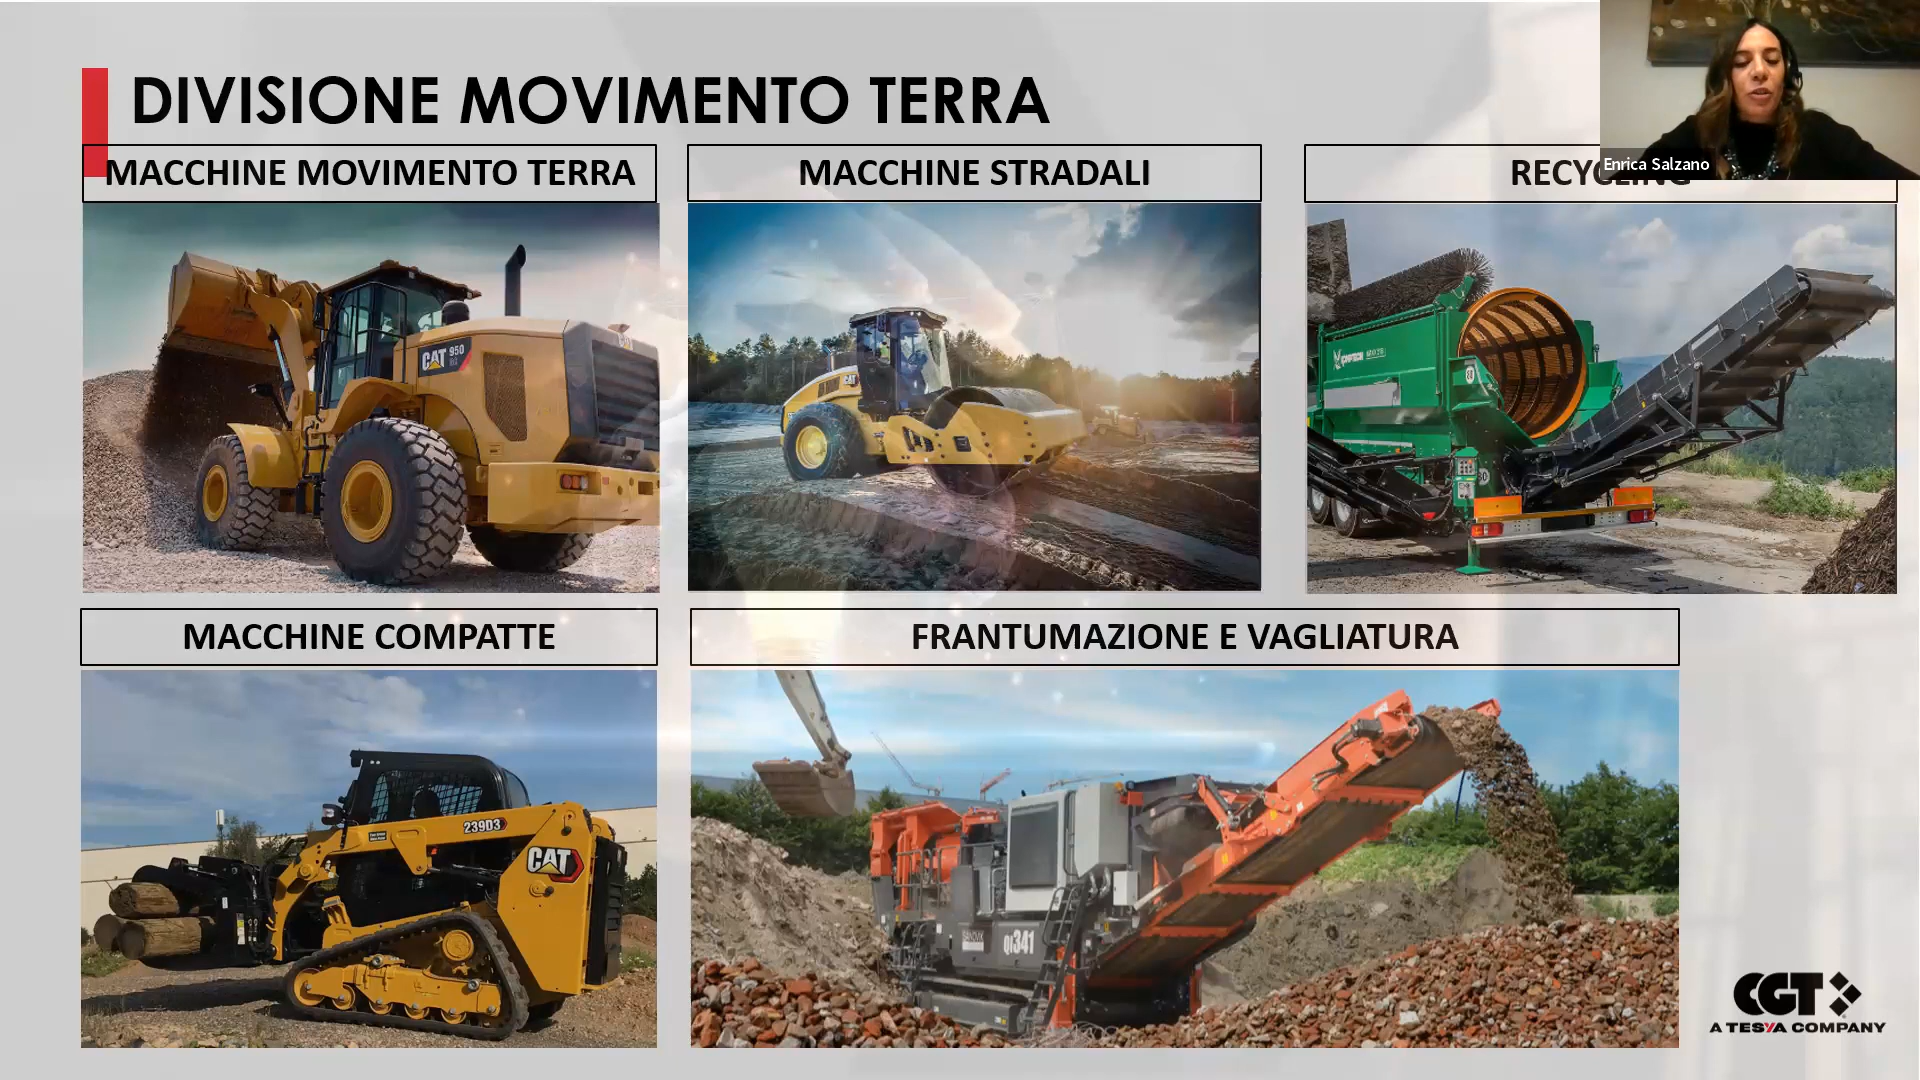 DIVISIONE MOVIMENTO TERRA
Enrica Salzano
MACCHINE MOVIMENTO TERRA
MACCHINE STRADALI
RECYCLING
CAT 950
CAT
MACCHINE COMPATTE
FRANTUMAZIONE E VAGLIATURA
239D3
CAT
QI341
CGT
A TESYA COMPANY